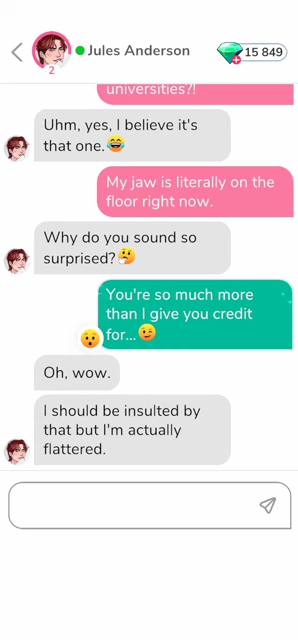 Jules Anderson
15 849
2
universities?!
Uhm, yes, I believe it's
that one.😂
My jaw is literally on the
floor right now.
Why do you sound so
surprised?🤔
You're so much more
than I give you credit
for...😉
Oh, wow.
I should be insulted by
that but I'm actually
flattered.